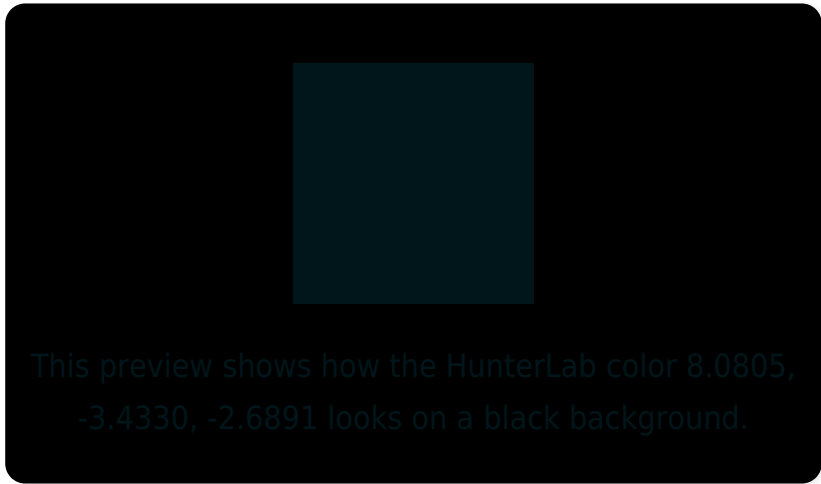 This preview shows how the HunterLab color 8.0805,
-3.4330, -2.6891 looks on a black background.